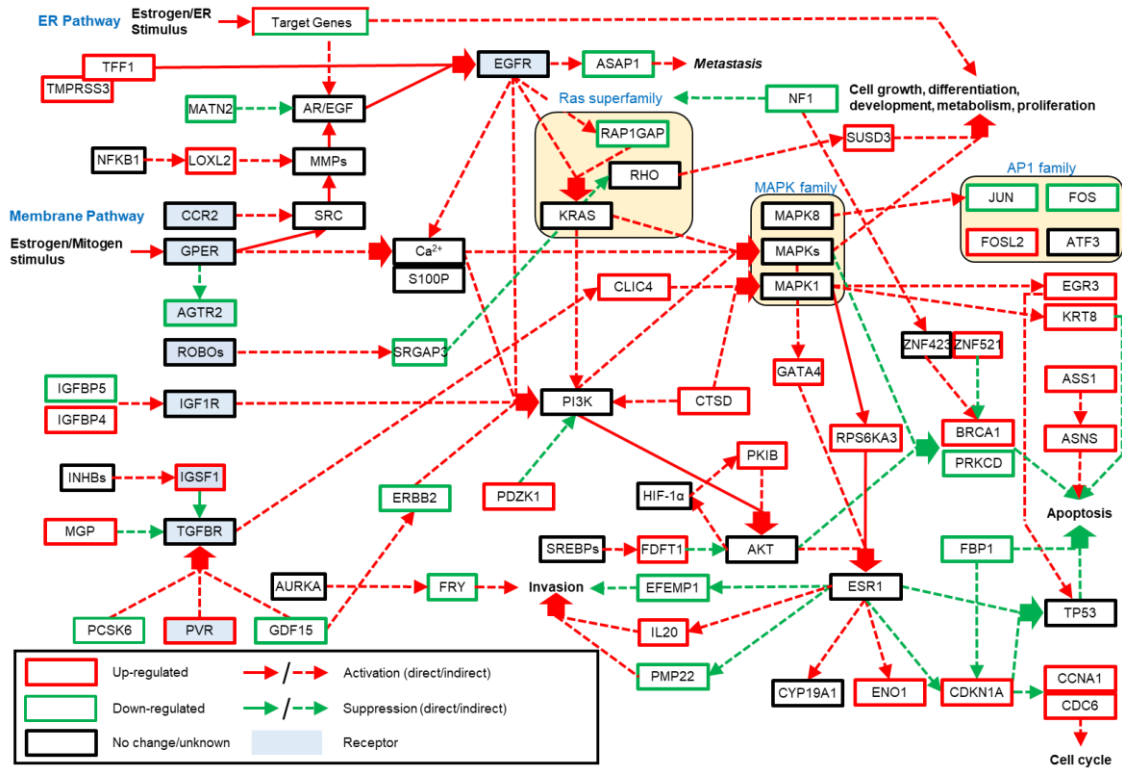 ER Pathway
Estrogen/ER
Stimulus
Target Genes
TFF1
TMPRSS3
EGFR
ASAP1
Metastasis
MATN2
AR/EGF
Ras superfamily
NF1
Cell growth, differentiation,
development, metabolism, proliferation
RAP1GAP
SUSD3
NFKB1
LOXL2
MMPs
RHO
AP1 family
MAPK family
JUN
FOS
Membrane Pathway
CCR2
SRC
KRAS
MAPK8
Estrogen/Mitogen
stimulus
GPER
Ca2+
MAPKs
FOSL2
ATF3
S100P
CLIC4
MAPK1
EGR3
AGTR2
KRT8
ROBOs
SRGAP3
ZNF423
ZNF521
GATA4
ASS1
IGFBP5
IGFBP4
IGF1R
PI3K
CTSD
RPS6KA3
BRCA1
ASNS
PRKCD
PKIB
INHBs
IGSF1
ERBB2
PDZK1
HIF-1α
Apoptosis
MGP
TGFBR
SREBPs
FDFT1
AKT
FBP1
AURKA
FRY
Invasion
EFEMP1
ESR1
TP53
PCSK6
PVR
GDF15
IL20
PMP22
CYP19A1
ENO1
CDKN1A
CCNA1
CDC6
Cell cycle
Up-regulated
/
Activation (direct/indirect)
Down-regulated
/
Suppression (direct/indirect)
No change/unknown
Receptor